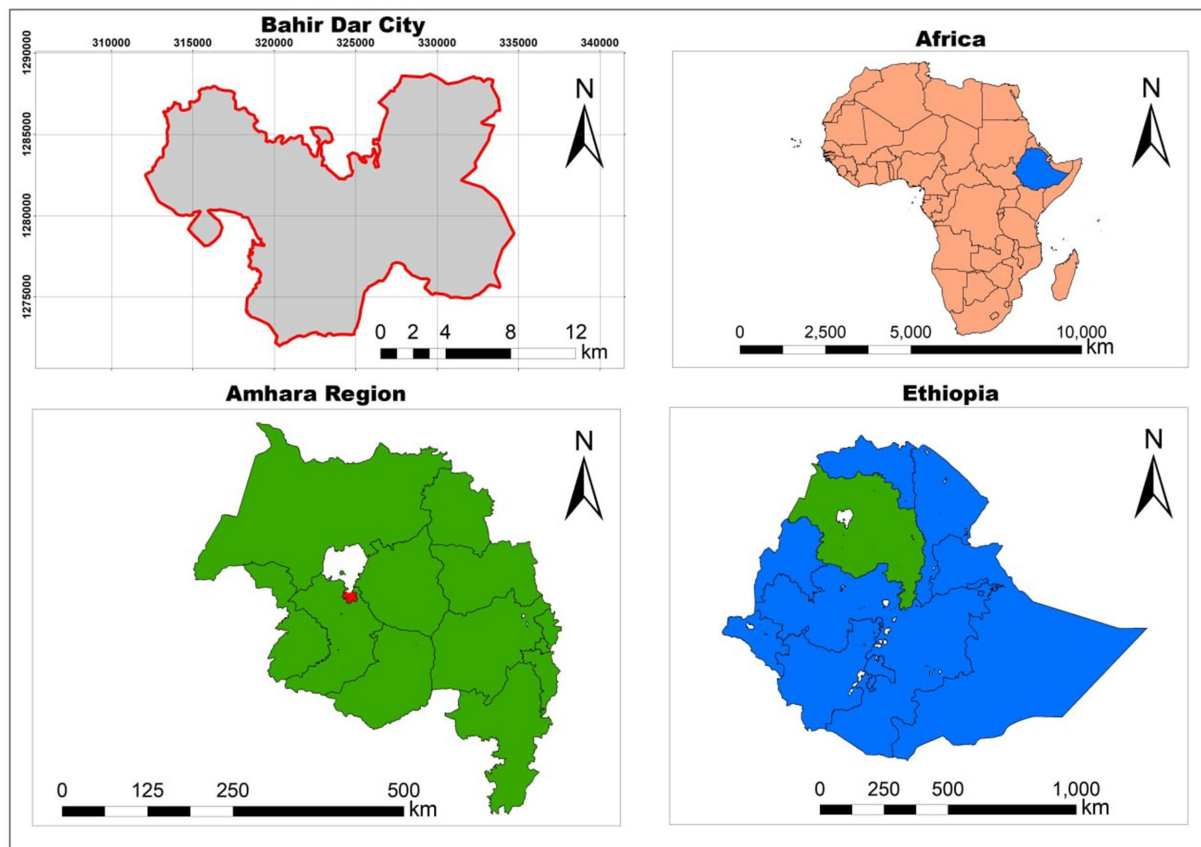 Bahir Dar City
310000 315000 320000 325000 330000 335000 340000
1290000
1285000
1280000
1275000
N
0 2 4 8 12
km
Africa
N
0 2,500 5,000 10,000
km
Amhara Region
N
0 125 250 500
km
Ethiopia
N
0 250 500 1,000
km